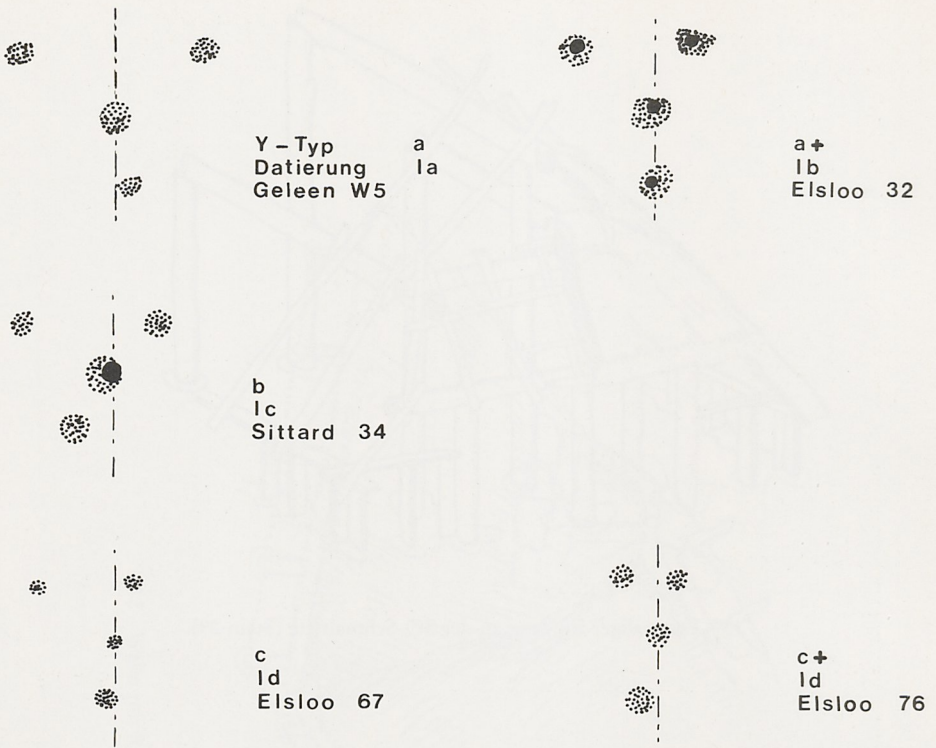 Y – Typ a
Datierung Ia
Geleen W5
a+
Ib
Elsloo 32
b
Ic
Sittard 34
c
Id
Elsloo 67
c+
Id
Elsloo 76